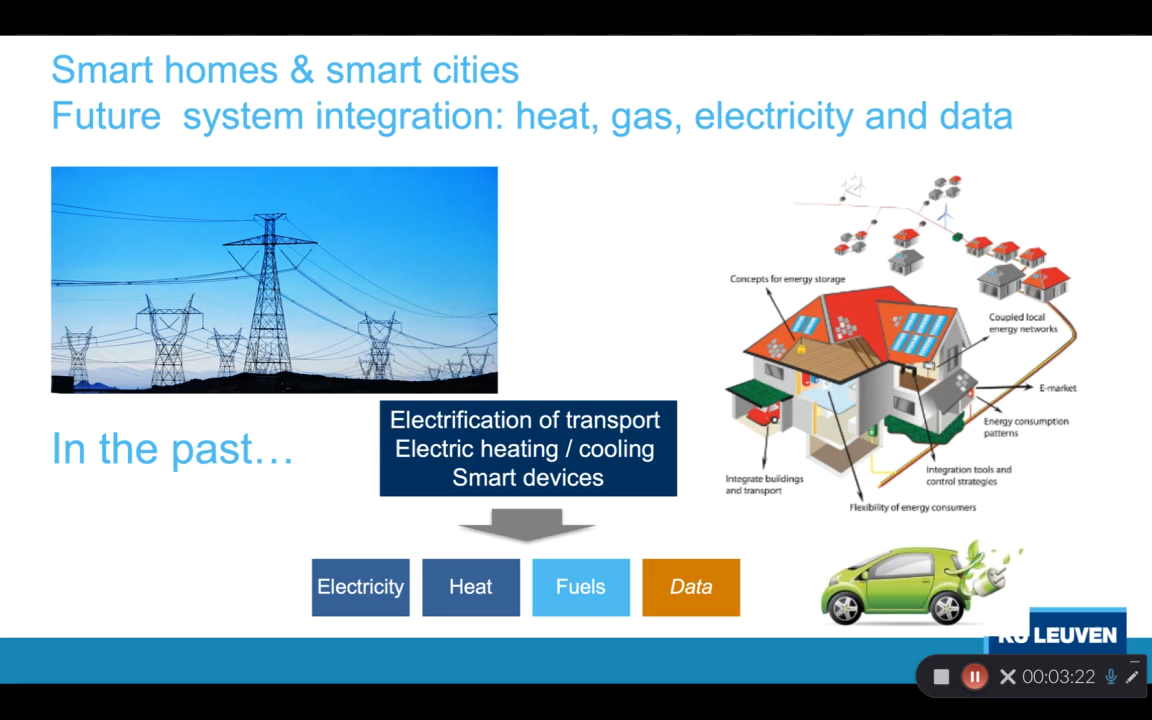 Smart homes & smart cities
Future system integration: heat, gas, electricity and data
Concepts for energy storage
Coupled local
energy networks
E-market
Energy consumption
patterns
Integration tools and
control strategies
Integrate buildings
and transport
Flexibility of energy consumers
In the past…
Electrification of transport
Electric heating / cooling
Smart devices
Electricity
Heat
Fuels
Data
KU LEUVEN
00:03:22